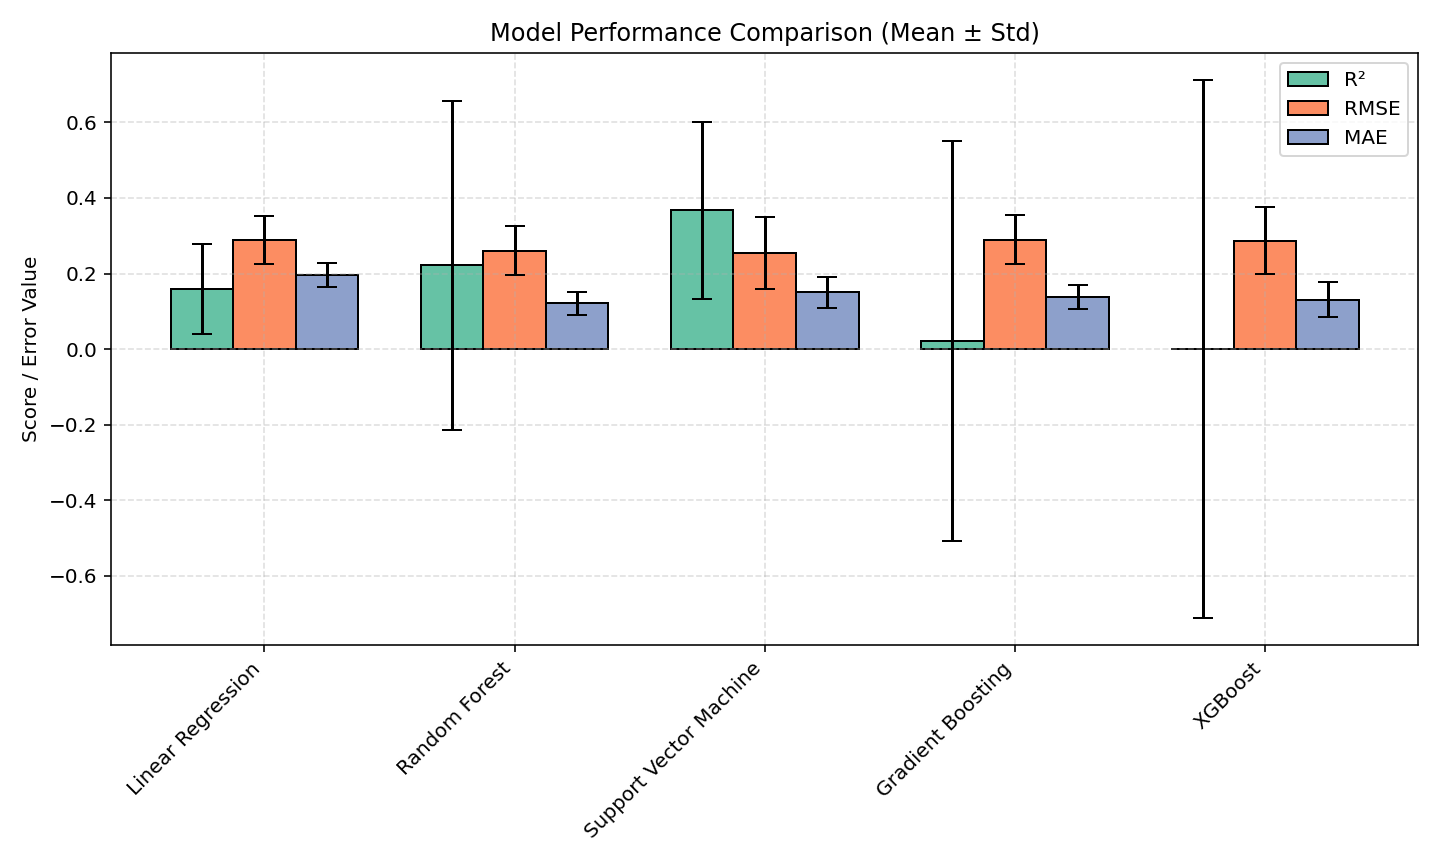 Model Performance Comparison (Mean ± Std)
R²
RMSE
MAE
Score / Error Value
0.6
0.4
0.2
0.0
−0.2
−0.4
−0.6
Linear Regression
Random Forest
Support Vector Machine
Gradient Boosting
XGBoost